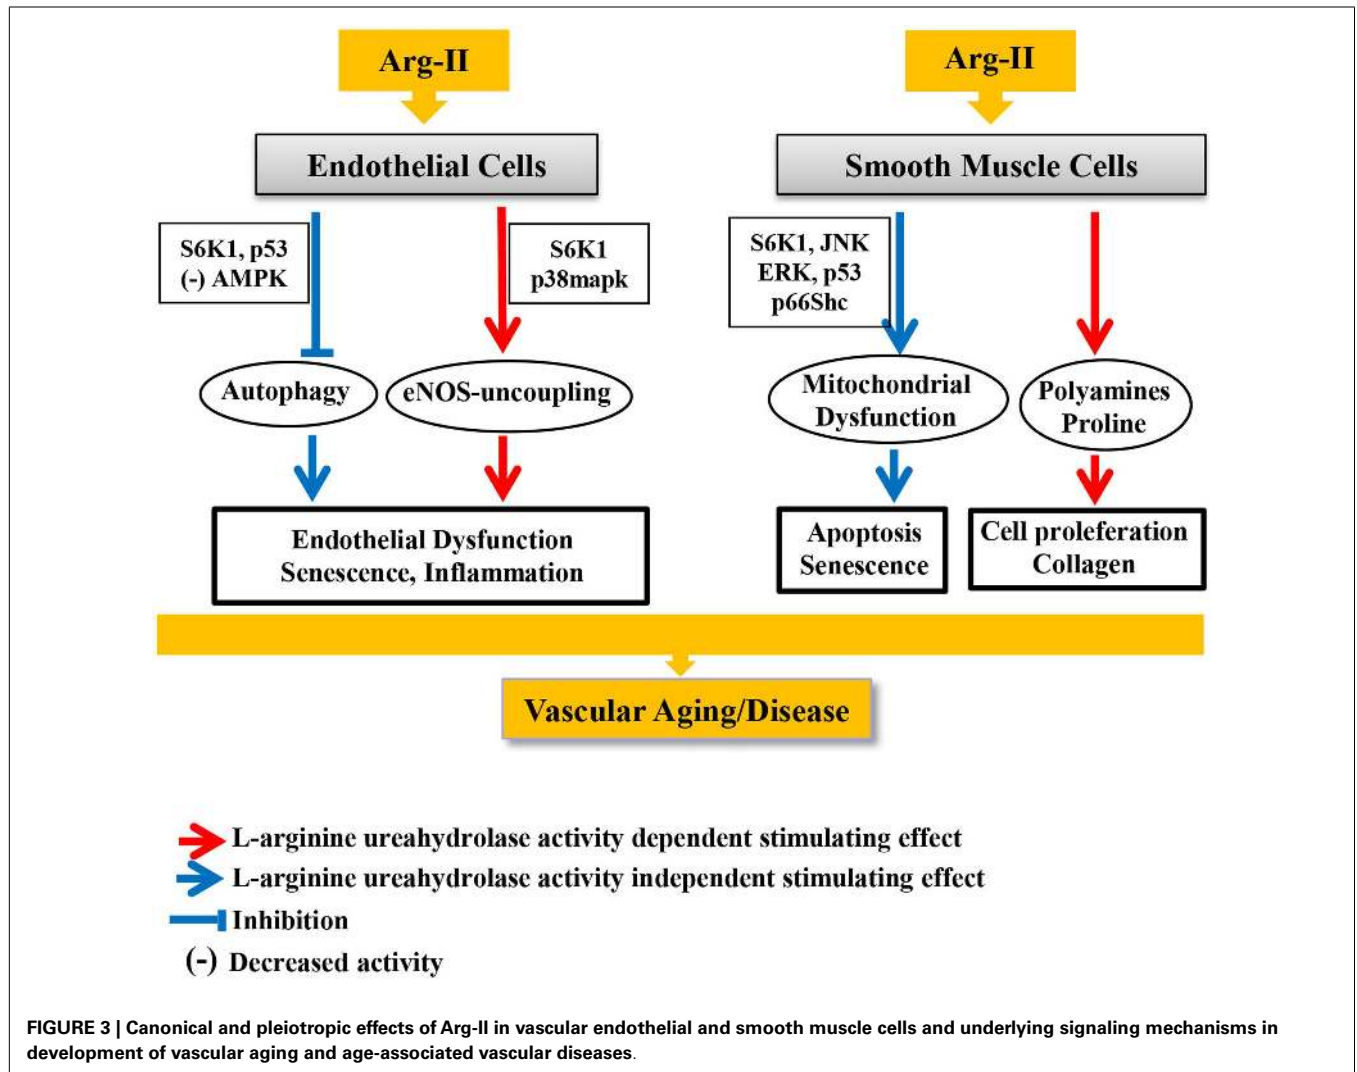 Arg-II
Arg-II
Endothelial Cells
Smooth Muscle Cells
S6K1, p53
(-) AMPK
S6K1
p38mapk
S6K1, JNK
ERK, p53
p66Shc
Autophagy
eNOS-uncoupling
Mitochondrial
Dysfunction
Polyamines
Proline
Endothelial Dysfunction
Senescence, Inflammation
Apoptosis
Senescence
Cell proleferation
Collagen
Vascular Aging/Disease
L-arginine ureahydrolase activity dependent stimulating effect
L-arginine ureahydrolase activity independent stimulating effect
Inhibition
(-) Decreased activity
FIGURE 3 | Canonical and pleiotropic effects of Arg-II in vascular endothelial and smooth muscle cells and underlying signaling mechanisms in
development of vascular aging and age-associated vascular diseases.